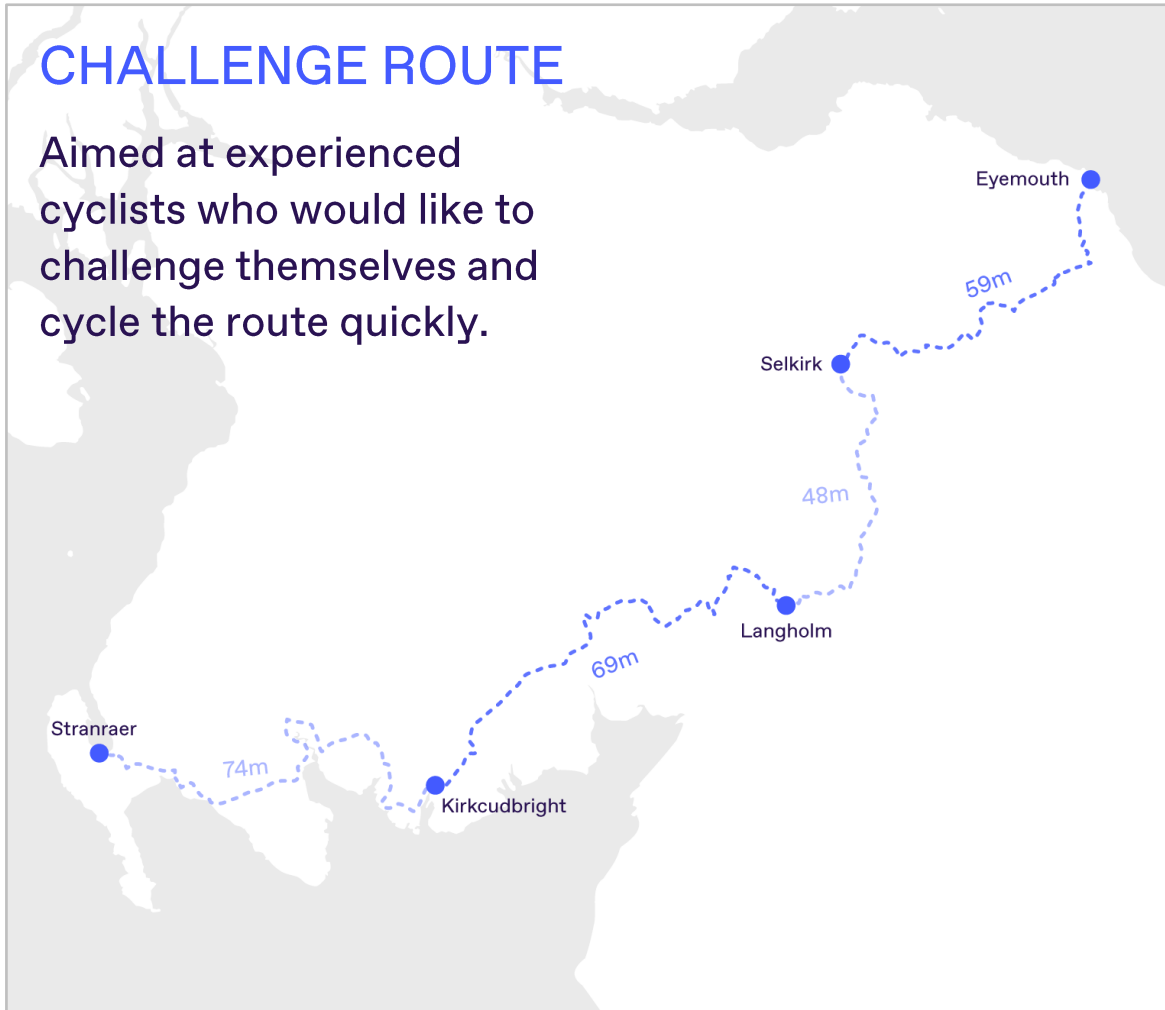 CHALLENGE ROUTE
Aimed at experienced
cyclists who would like to
challenge themselves and
cycle the route quickly.
Eyemouth
59m
Selkirk
48m
Langholm
69m
Stranraer
74m
Kirkcudbright